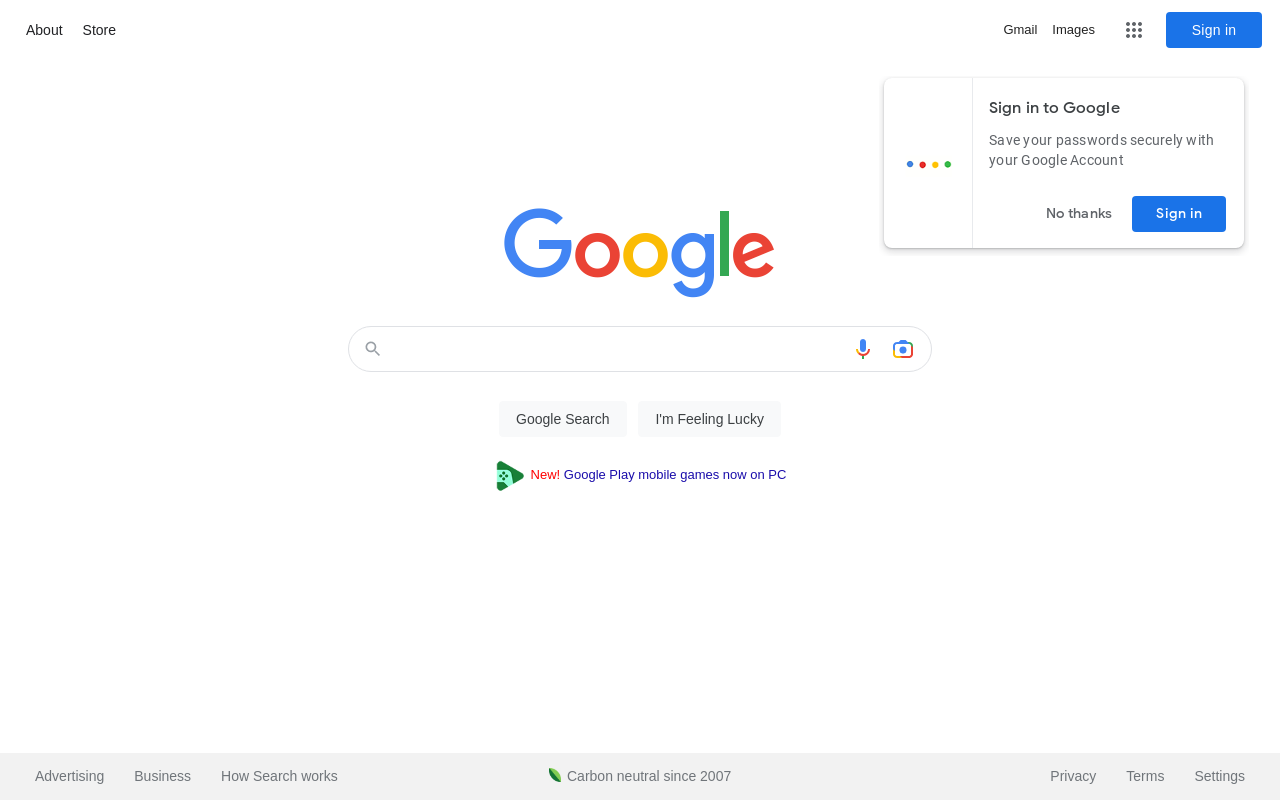 About Store
Gmail Images Sign in
Sign in to Google
Save your passwords securely with
your Google Account
No thanks Sign in
Google
Google Search I'm Feeling Lucky
New! Google Play mobile games now on PC
Advertising Business How Search works
Carbon neutral since 2007
Privacy Terms Settings